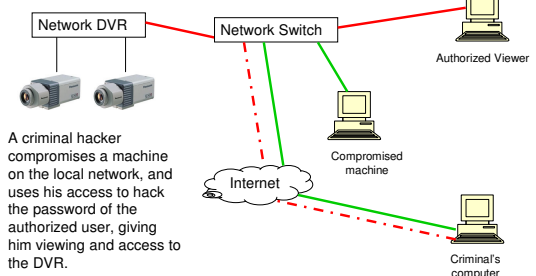 Network DVR
Network Switch
Authorized Viewer
A criminal hacker
compromises a machine
on the local network, and
uses his access to hack
the password of the
authorized user, giving
him viewing and access to
the DVR.
Compromised
machine
Internet
Criminal's
computer